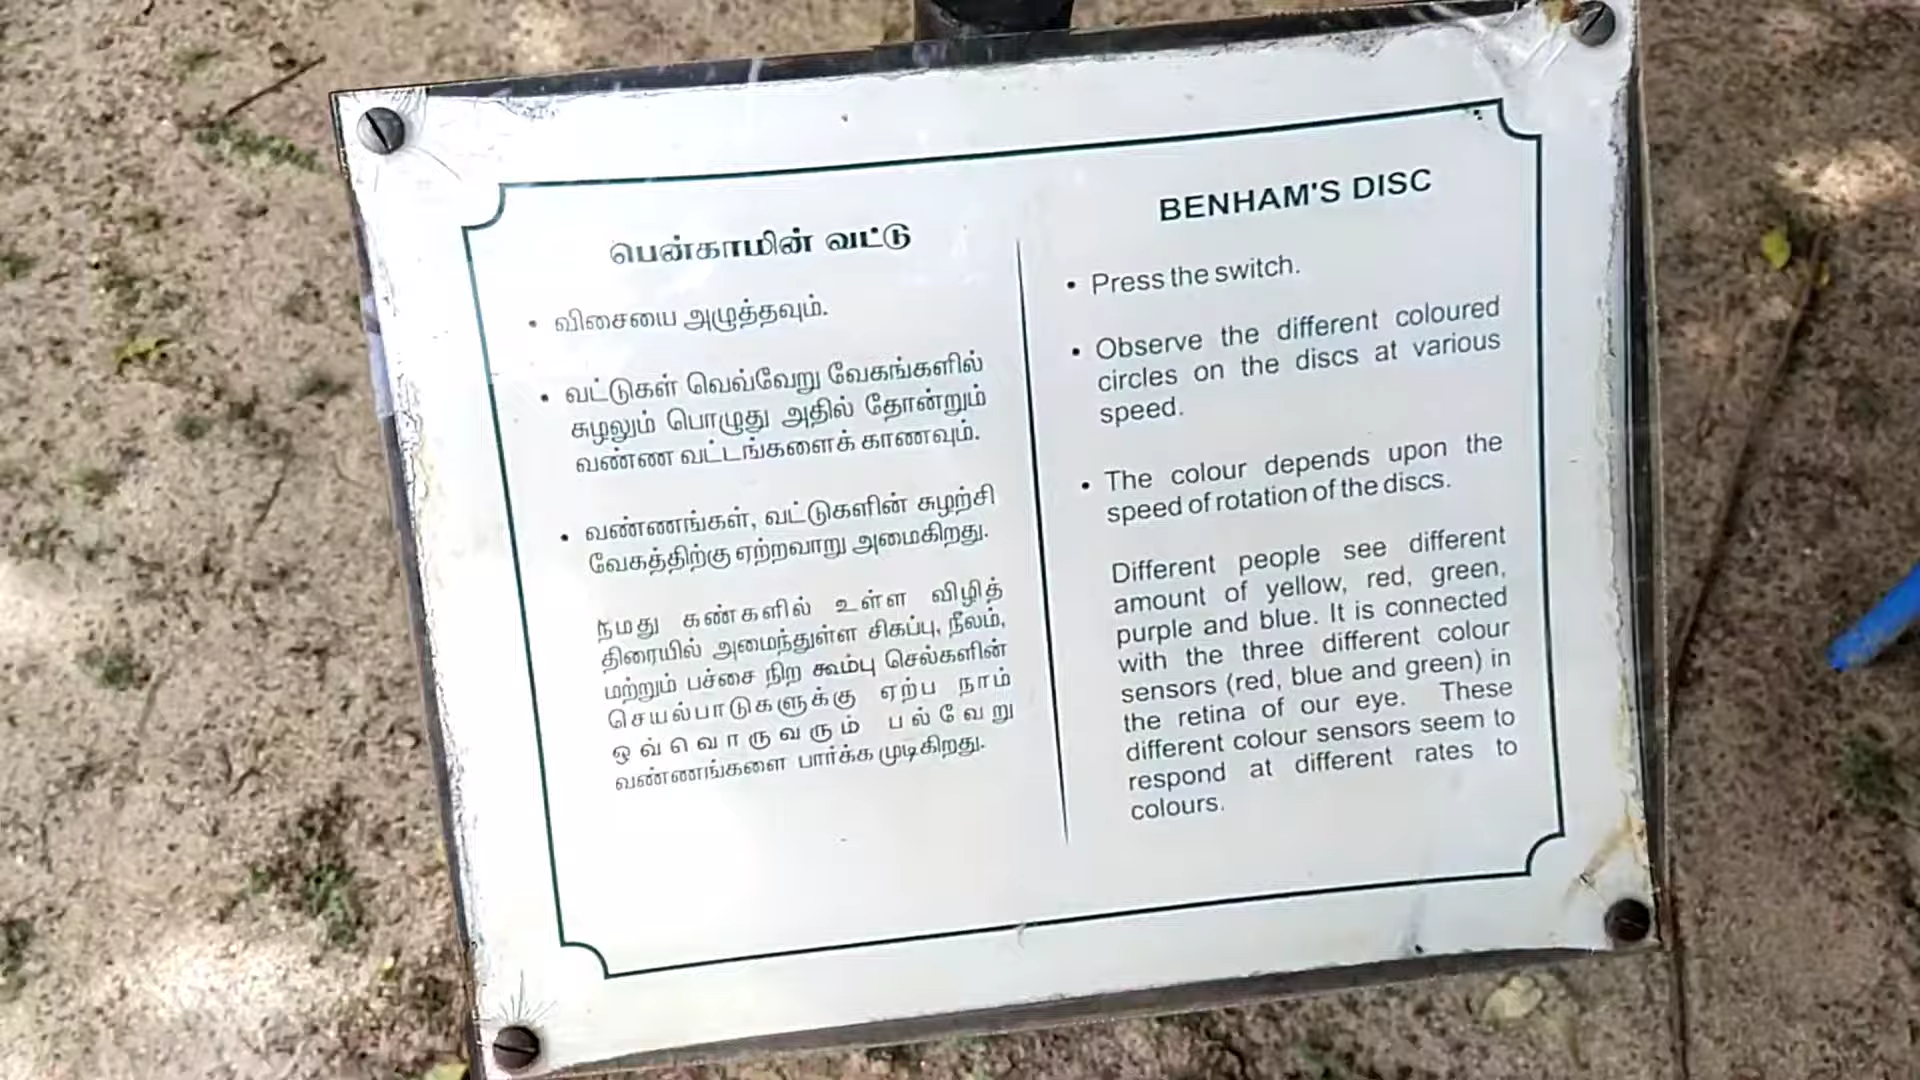 பென்காமின் வட்டு
• விசையை அழுத்தவும்.
• வட்டுகள் வெவ்வேறு வேகங்களில்
சுழலும் பொழுது அதில் தோன்றும்
வண்ண வட்டங்களைக் காணவும்.
• வண்ணங்கள், வட்டுகளின் சுழற்சி
வேகத்திற்கு ஏற்றவாறு அமைகிறது.
நமது கண்களில் உள்ள விழித்
திரையில் அமைந்துள்ள சிகப்பு, நீலம்,
மற்றும் பச்சை நிற கூம்பு செல்களின்
செயல்பாடுகளுக்கு ஏற்ப நாம்
ஒவ்வொருவரும் பல்வேறு
வண்ணங்களை பார்க்க முடிகிறது.
BENHAM'S DISC
• Press the switch.
• Observe the different coloured
circles on the discs at various
speed.
• The colour depends upon the
speed of rotation of the discs.
Different people see different
amount of yellow, red, green,
purple and blue. It is connected
with the three different colour
sensors (red, blue and green) in
the retina of our eye. These
different colour sensors seem to
respond at different rates to
colours.